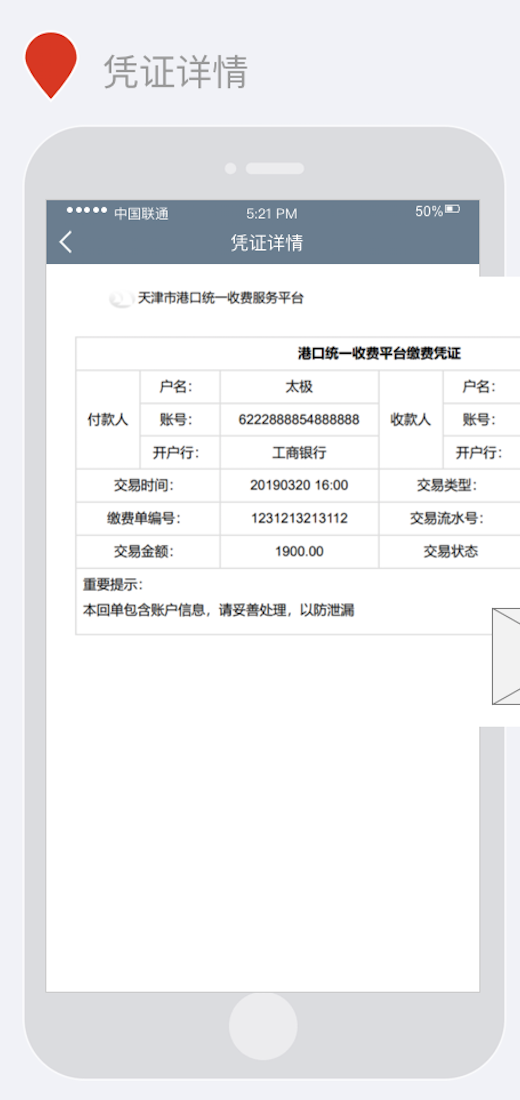 凭证详情
中国联通 5:21 PM 50%
凭证详情
天津市港口统一收费服务平台
港口统一收费平台缴费凭证
付款人 户名： 太极 收款人 户名：
账号： 6222888854888888 账号：
开户行： 工商银行 开户行：
交易时间： 20190320 16:00 交易类型：
缴费单编号： 1231213213112 交易流水号：
交易金额： 1900.00 交易状态
重要提示：
本回单包含账户信息，请妥善处理，以防泄漏